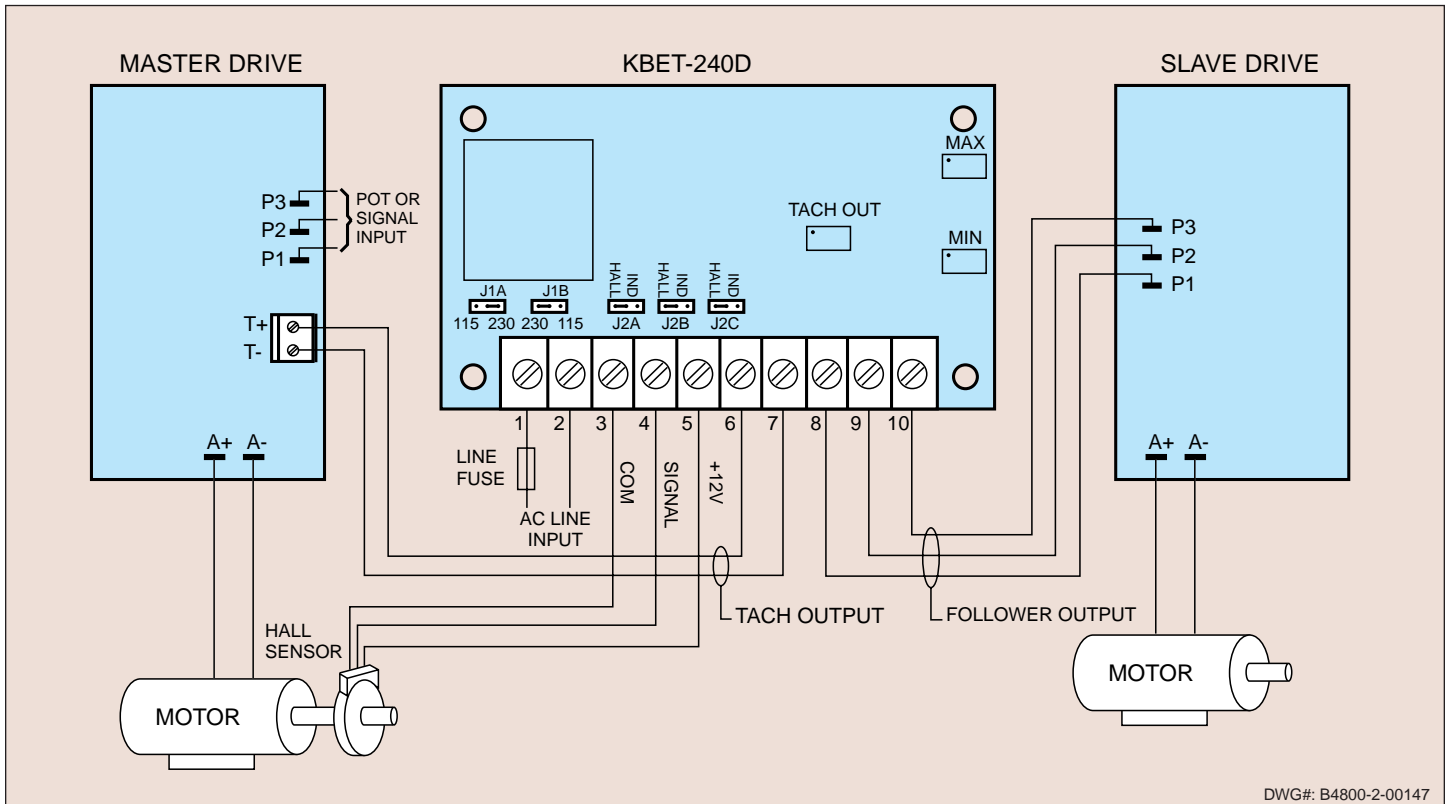 MASTER DRIVE
KBET-240D
SLAVE DRIVE
P3
P2
P1
POT OR
SIGNAL
INPUT
T+
T-
A+ A-
MAX
TACH OUT
MIN
J1A
J1B
115 230 230 115
HALL IND
HALL IND
HALL IND
J2A
J2B
J2C
1 2 3 4 5 6 7 8 9 10
LINE
FUSE
AC LINE
INPUT
COM
SIGNAL
+12V
P3
P2
P1
A+ A-
TACH OUTPUT
FOLLOWER OUTPUT
HALL
SENSOR
MOTOR
MOTOR
DWG#: B4800-2-00147